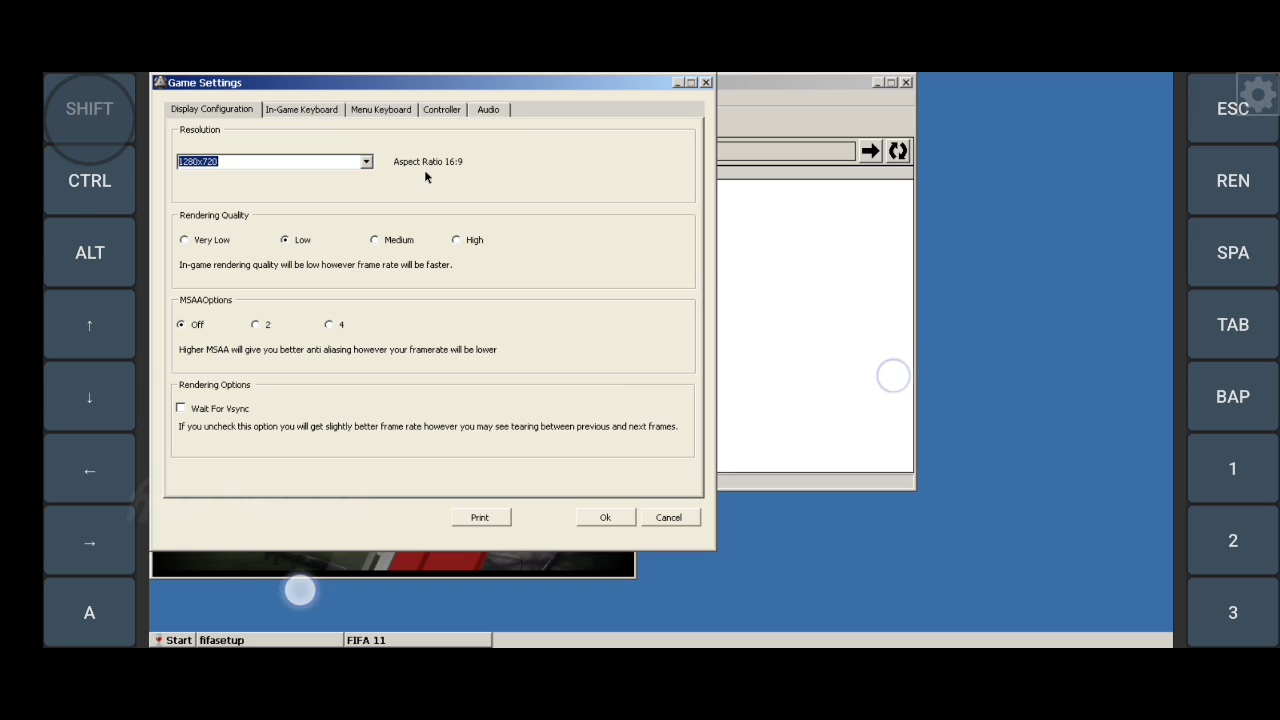 SHIFT
CTRL
ALT
↑
↓
←
→
A
Game Settings
Display Configuration
In-Game Keyboard
Menu Keyboard
Controller
Audio
Resolution
1280x720
Aspect Ratio 16:9
Rendering Quality
Very Low
Low
Medium
High
In-game rendering quality will be low however frame rate will be faster.
MSAAOptions
Off
2
4
Higher MSAA will give you better anti aliasing however your framerate will be lower
Rendering Options
Wait For Vsync
If you uncheck this option you will get slightly better frame rate however you may see tearing between previous and next frames.
Print
Ok
Cancel
Start
fifasetup
FIFA 11
ESC
REN
SPA
TAB
BAP
1
2
3